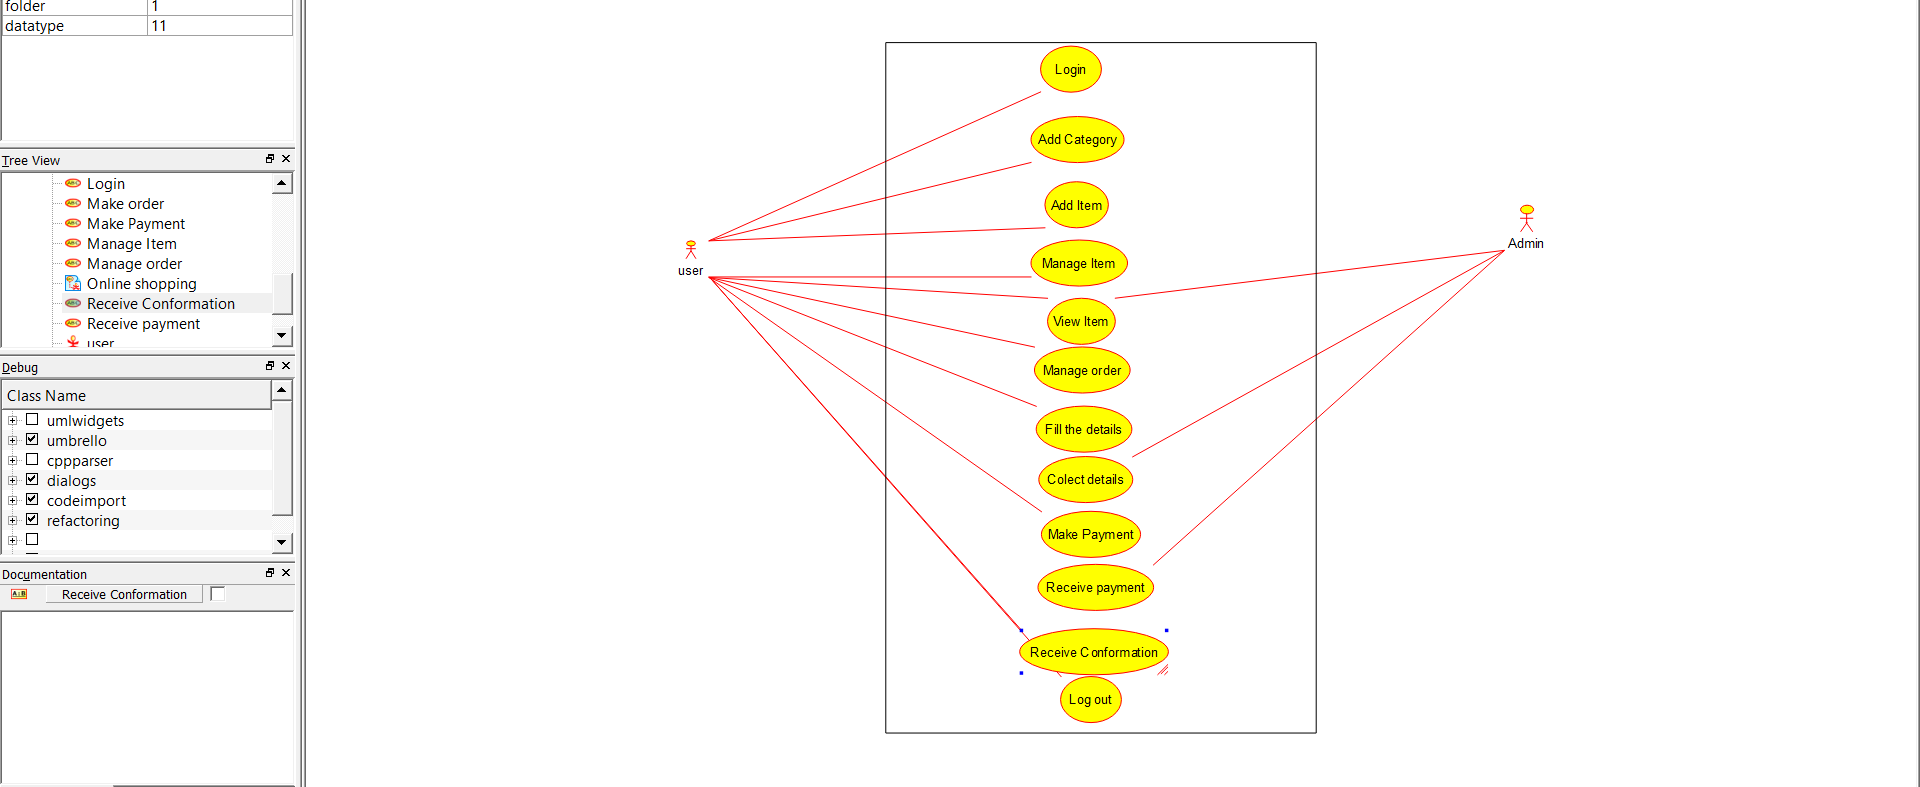 folder 1
datatype 11
Tree View
Login
Make order
Make Payment
Manage Item
Manage order
Online shopping
Receive Conformation
Receive payment
user
Debug
Class Name
umlwidgets
umbrello
cppparser
dialogs
codeimport
refactoring
Documentation
Receive Conformation
Login
Add Category
Add Item
Manage Item
View Item
Manage order
Fill the details
Colect details
Make Payment
Receive payment
Receive Conformation
Log out
user
Admin